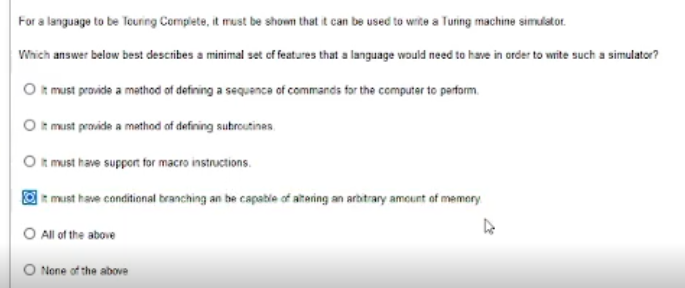 For a language to be Touring Complete, it must be shown that it can be used to write a Turing machine simulator.
Which answer below best describes a minimal set of features that a language would need to have in order to write such a simulator?
It must provide a method of defining a sequence of commands for the computer to perform.
It must provide a method of defining subroutines.
It must have support for macro instructions.
It must have conditional branching an be capable of altering an arbitrary amount of memory.
All of the above
None of the above